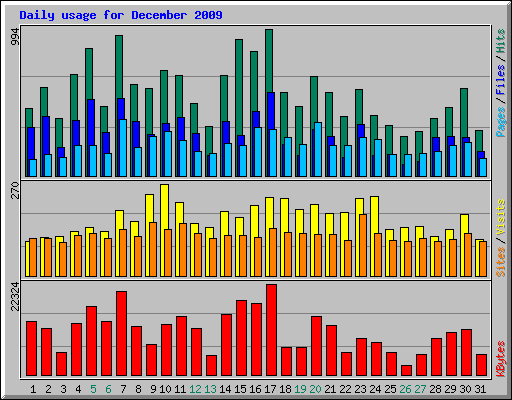 Daily usage for December 2009
994
Pages / Files / Hits
270
Sites / Visits
22324
KBytes
1 2 3 4 5 6 7 8 9 10 11 12 13 14 15 16 17 18 19 20 21 22 23 24 25 26 27 28 29 30 31